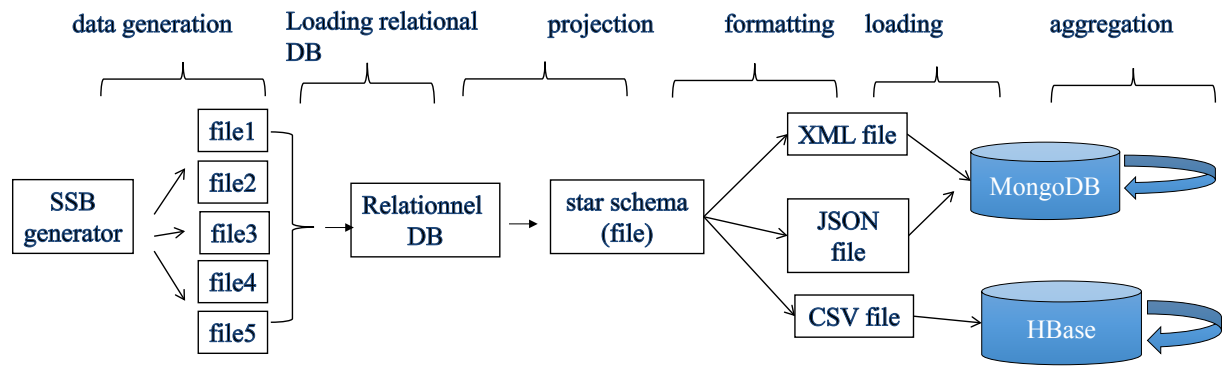 data generation
Loading relational
DB
projection
formatting
loading
aggregation
SSB
generator
file1
file2
file3
file4
file5
Relationnel
DB
star schema
(file)
XML file
JSON
file
CSV file
MongoDB
HBase